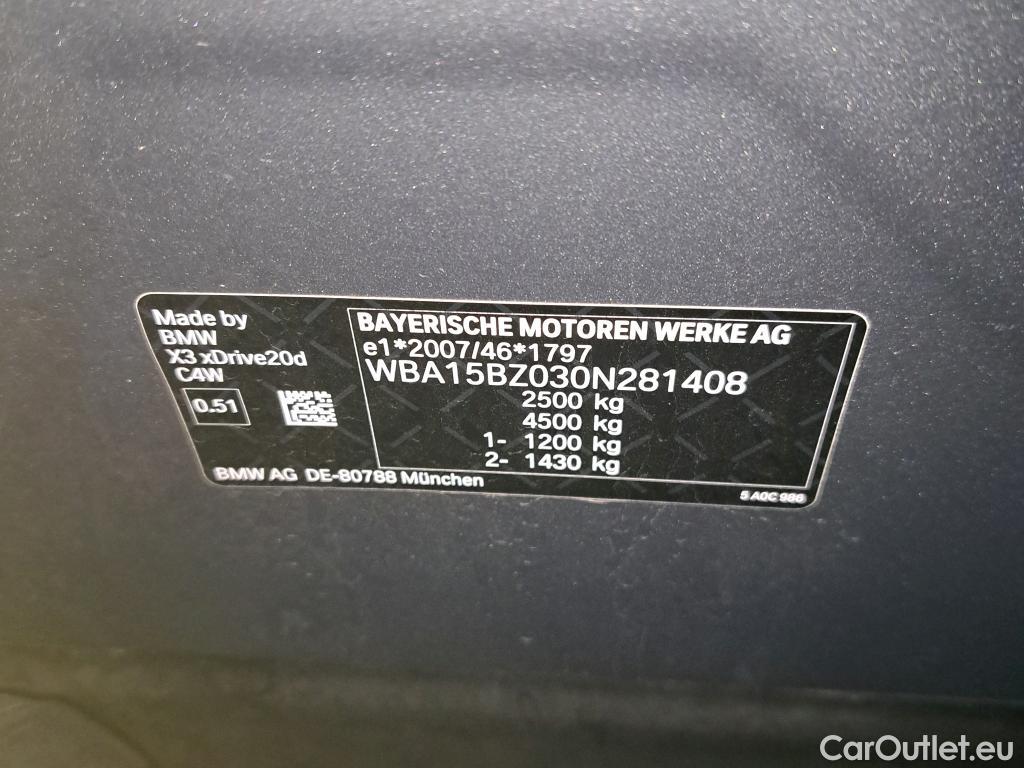 Made by
BMW
X3 xDrive20d
C4W
0.51
BAYERISCHE MOTOREN WERKE AG
e1*2007/46*1797
WBA15BZ030N281408
2500 kg
4500 kg
1- 1200 kg
2- 1430 kg
BMW AG DE-80788 München
5 A0C 986
CarOutlet.eu